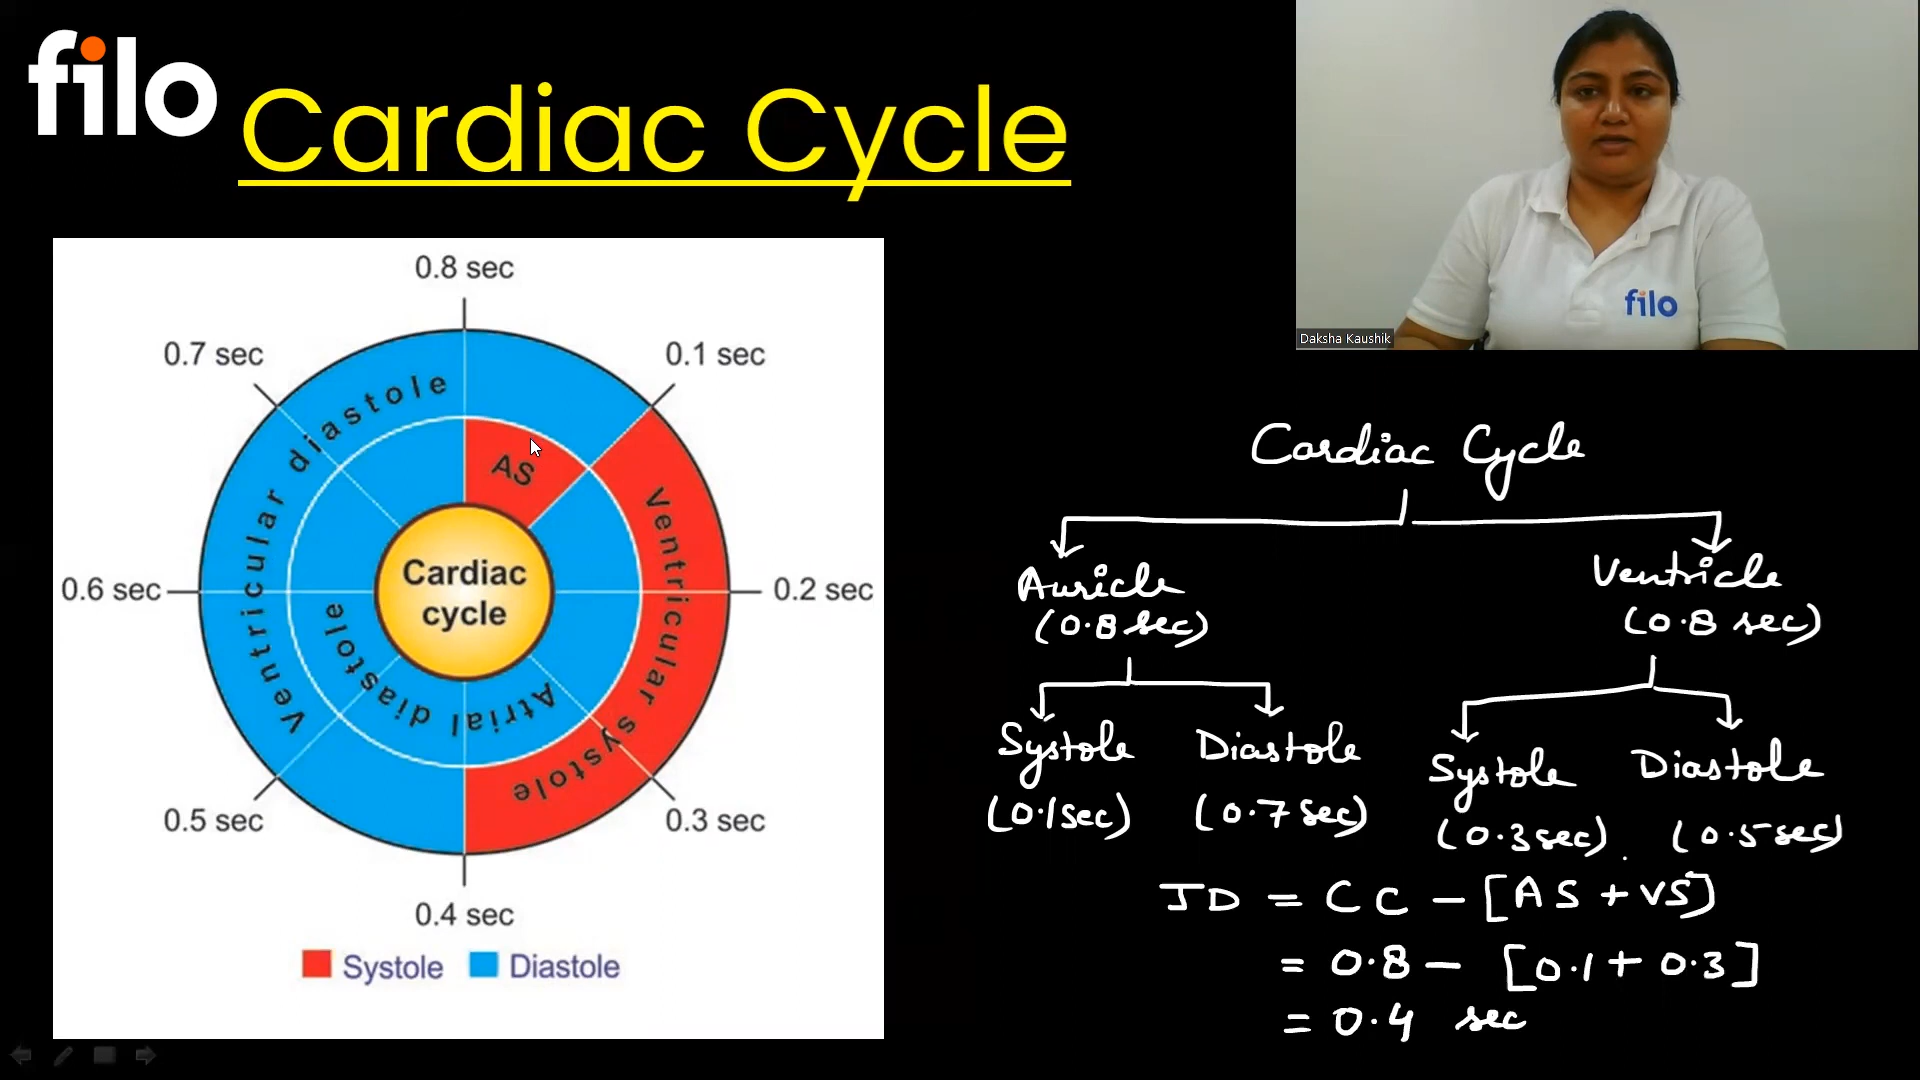 filo
Cardiac Cycle
filo
Daksha Kaushik
0.8 sec
0.7 sec
0.1 sec
0.6 sec
0.2 sec
0.5 sec
0.3 sec
0.4 sec
Ventricular diastole
AS
Ventricular systole
Atrial diastole
Cardiac
cycle
Systole
Diastole
Cardiac Cycle
Auricle
(0.8 sec)
Ventricle
(0.8 sec)
Systole
(0.1sec)
Diastole
(0.7 sec)
Systole
(0.3 sec)
Diastole
(0.5 sec)
JD = CC - [AS + VS]
= 0.8 - [0.1 + 0.3]
= 0.4 sec